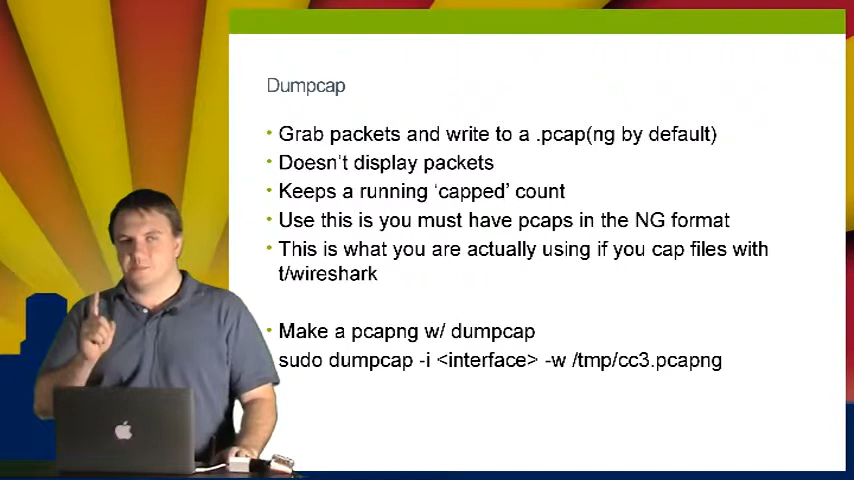 Dumpcap
• Grab packets and write to a .pcap(ng by default)
• Doesn't display packets
• Keeps a running 'capped' count
• Use this is you must have pcaps in the NG format
• This is what you are actually using if you cap files with
t/wireshark
• Make a pcapng w/ dumpcap
sudo dumpcap -i <interface> -w /tmp/cc3.pcapng